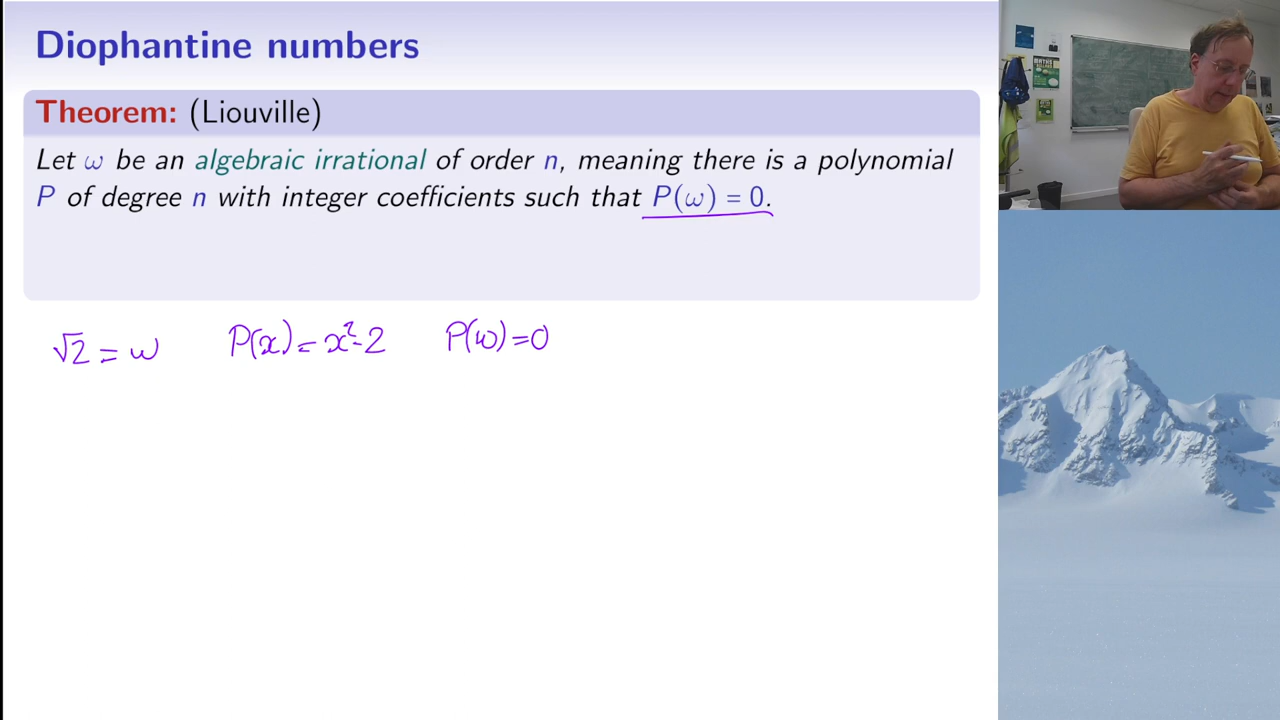 Diophantine numbers
Theorem: (Liouville)
Let ω be an algebraic irrational of order n, meaning there is a polynomial
P of degree n with integer coefficients such that P(ω) = 0.
√2 = ω P(x) = x²-2 P(ω)=0